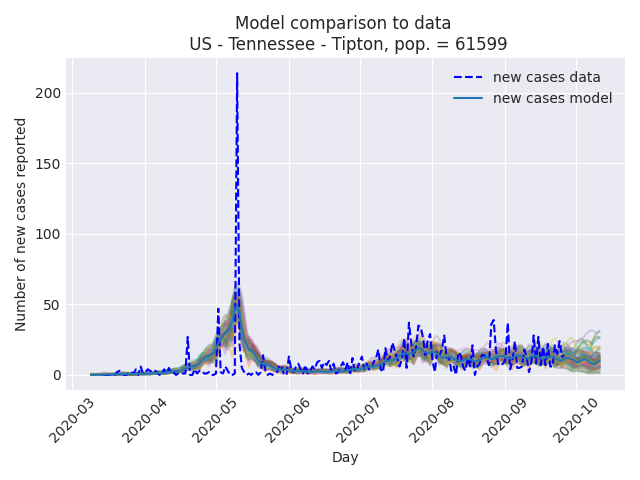 Model comparison to data
US - Tennessee - Tipton, pop. = 61599
new cases data
new cases model
Number of new cases reported
200
150
100
50
0
2020-03
2020-04
2020-05
2020-06
2020-07
2020-08
2020-09
2020-10
Day